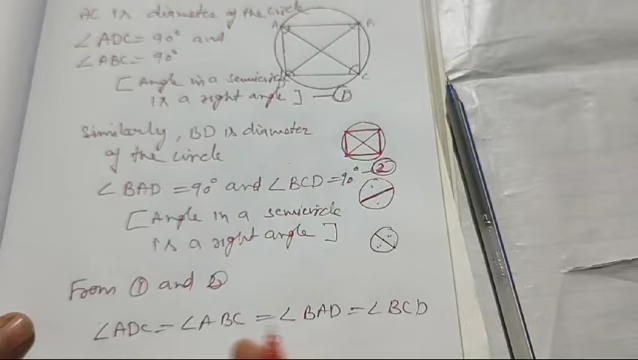 AC is diameter of the circle
∠ADC = 90° and
∠ABC = 90°
[Angle in a semicircle
is a right angle] — ①
A B
C
Similarly, BD is diameter
of the circle
∠BAD = 90° and ∠BCD = 90° — ②
[Angle in a semicircle
is a right angle]
From ① and ②
∠ADC = ∠ABC = ∠BAD = ∠BCD